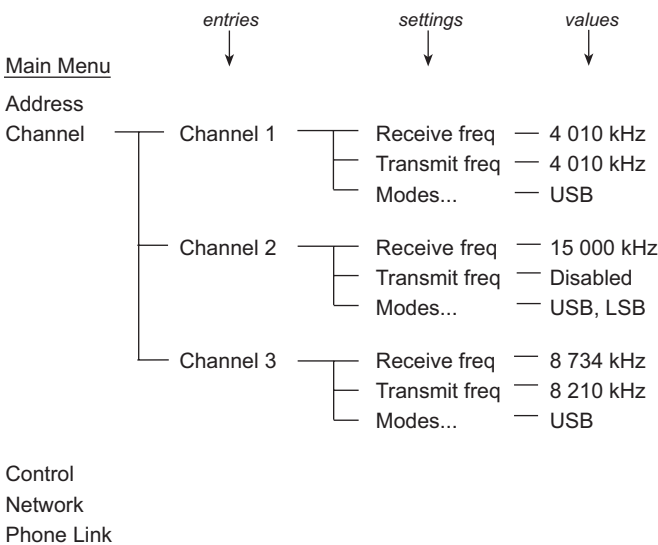 entries settings values
Main Menu
Address
Channel Channel 1 Receive freq 4 010 kHz
Transmit freq 4 010 kHz
Modes... USB
Channel 2 Receive freq 15 000 kHz
Transmit freq Disabled
Modes... USB, LSB
Channel 3 Receive freq 8 734 kHz
Transmit freq 8 210 kHz
Modes... USB
Control
Network
Phone Link